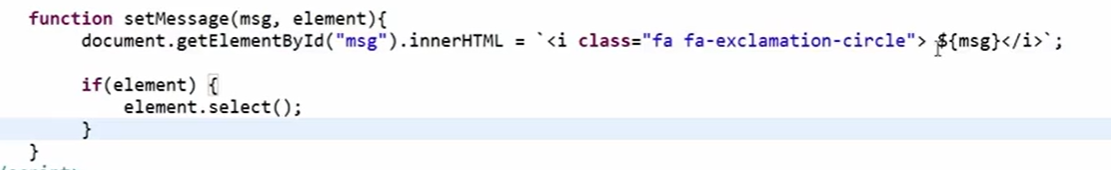 function setMessage(msg, element){
document.getElementById("msg").innerHTML = `<i class="fa fa-exclamation-circle"> ${msg}</i>`;
if(element) {
element.select();
}
}